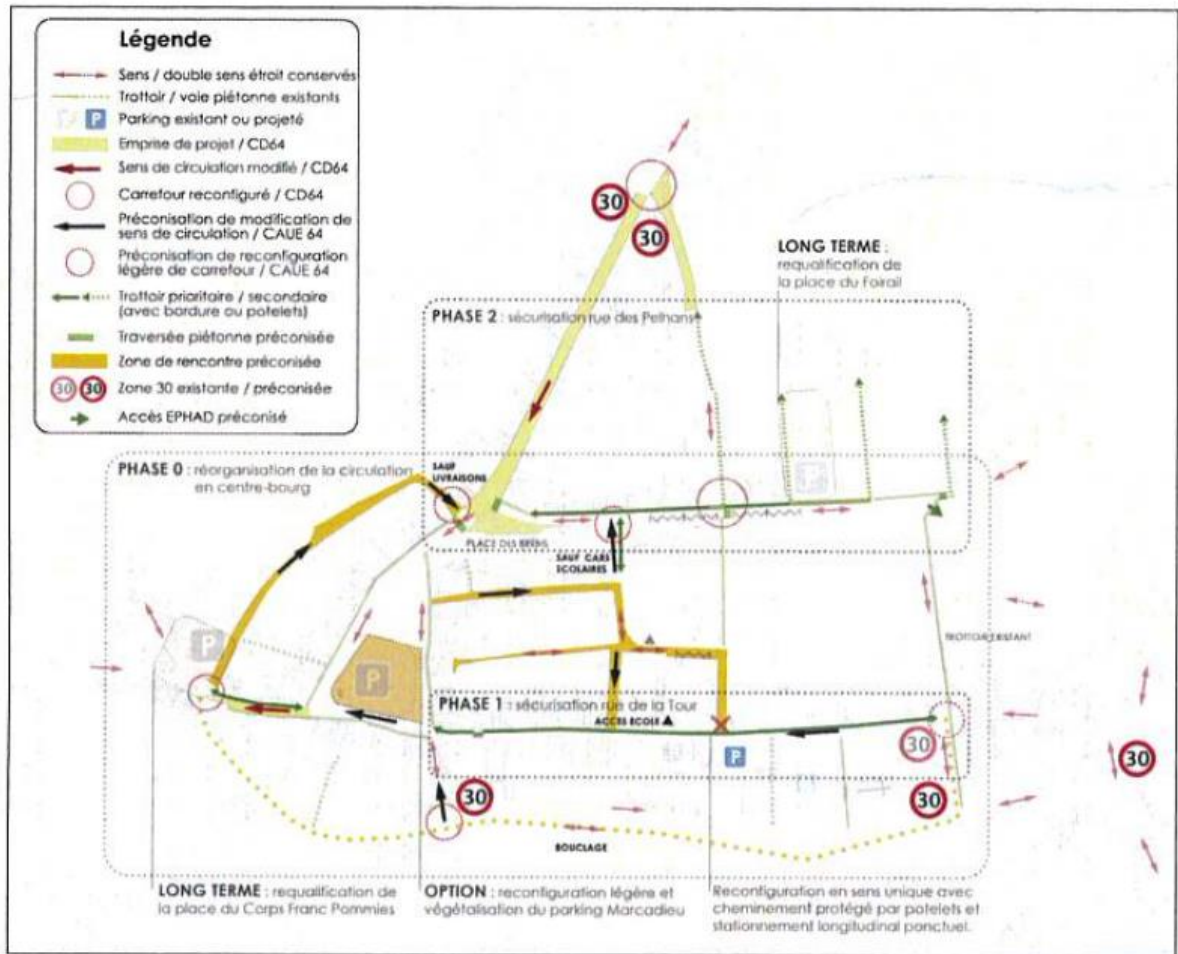 Légende
Sens / double sens étroit conservés
Trottoir / voie piétonne existants
P
Parking existant ou projeté
Emprise de projet / CD64
Sens de circulation modifié / CD64
Carrefour reconfiguré / CD64
Préconisation de modification de
sens de circulation / CAUE 64
Préconisation de reconfiguration
légère de carrefour / CAUE 64
Trottoir prioritaire / secondaire
(avec bordure ou potelets)
Traversée piétonne préconisée
Zone de rencontre préconisée
30 30
Zone 30 existante / préconisée
Accès EPHAD préconisé
30
30
LONG TERME :
requalification de
la place du Foirail
PHASE 2 : sécurisation rue des Pelhans
PHASE 0 : réorganisation de la circulation
en centre-bourg
SAUF
LIVRAISONS
PLACE DES
SAUF CARS
SCOLAIRES
P
P
TROTTOIR EXISTANT
PHASE 1 : sécurisation rue de la Tour
ACCÈS ECOLE
P
30
30
30
30
BOUCLAGE
LONG TERME : requalification de
la place du Corps Franc Pommies
OPTION : reconfiguration légère et
végétalisation du parking Marcadieu
Reconfiguration en sens unique avec
cheminement protégé par potelets et
stationnement longitudinal ponctuel.